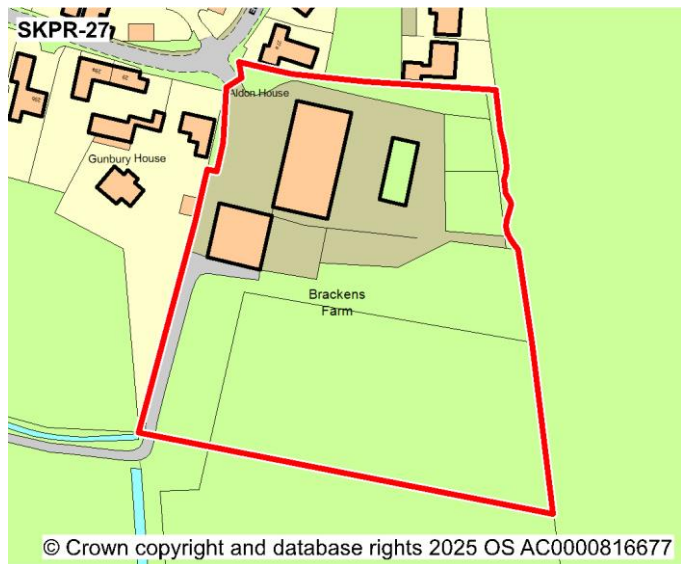 SKPR-27
Aldon House
Gunbury House
Brackens
Farm
© Crown copyright and database rights 2025 OS AC0000816677